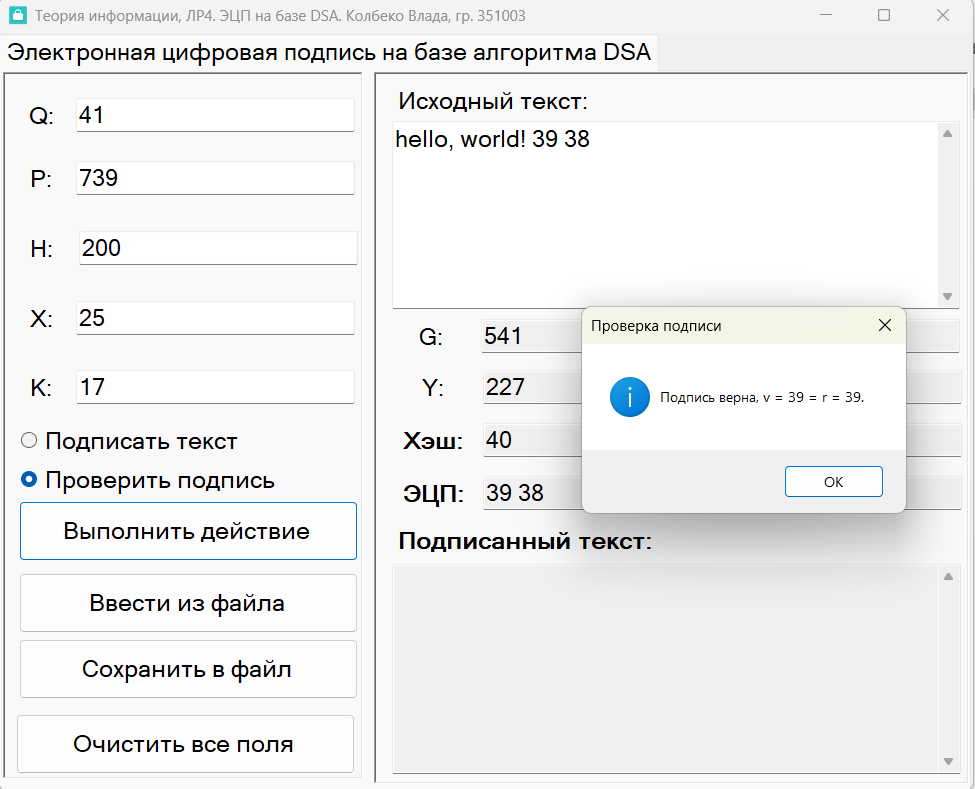 Теория информации, ЛР4. ЭЦП на базе DSA. Колбеко Влада, гр. 351003
Электронная цифровая подпись на базе алгоритма DSA
Q: 41
P: 739
H: 200
X: 25
K: 17
Подписать текст
Проверить подпись
Выполнить действие
Ввести из файла
Сохранить в файл
Очистить все поля
Исходный текст:
hello, world! 39 38
G: 541
Y: 227
Хэш: 40
ЭЦП: 39 38
Подписанный текст:
Проверка подписи
Подпись верна, v = 39 = r = 39.
OK